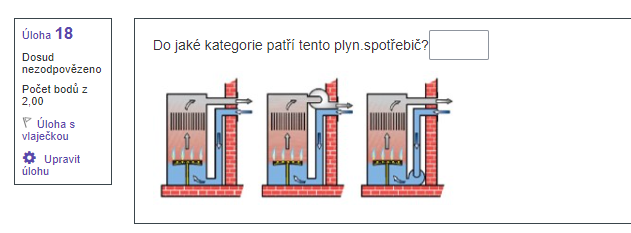 Úloha 18
Dosud
nezodpovězeno
Počet bodů z
2,00
Úloha s
vlaječkou
Upravit
úlohu
Do jaké kategorie patří tento plyn.spotřebič?